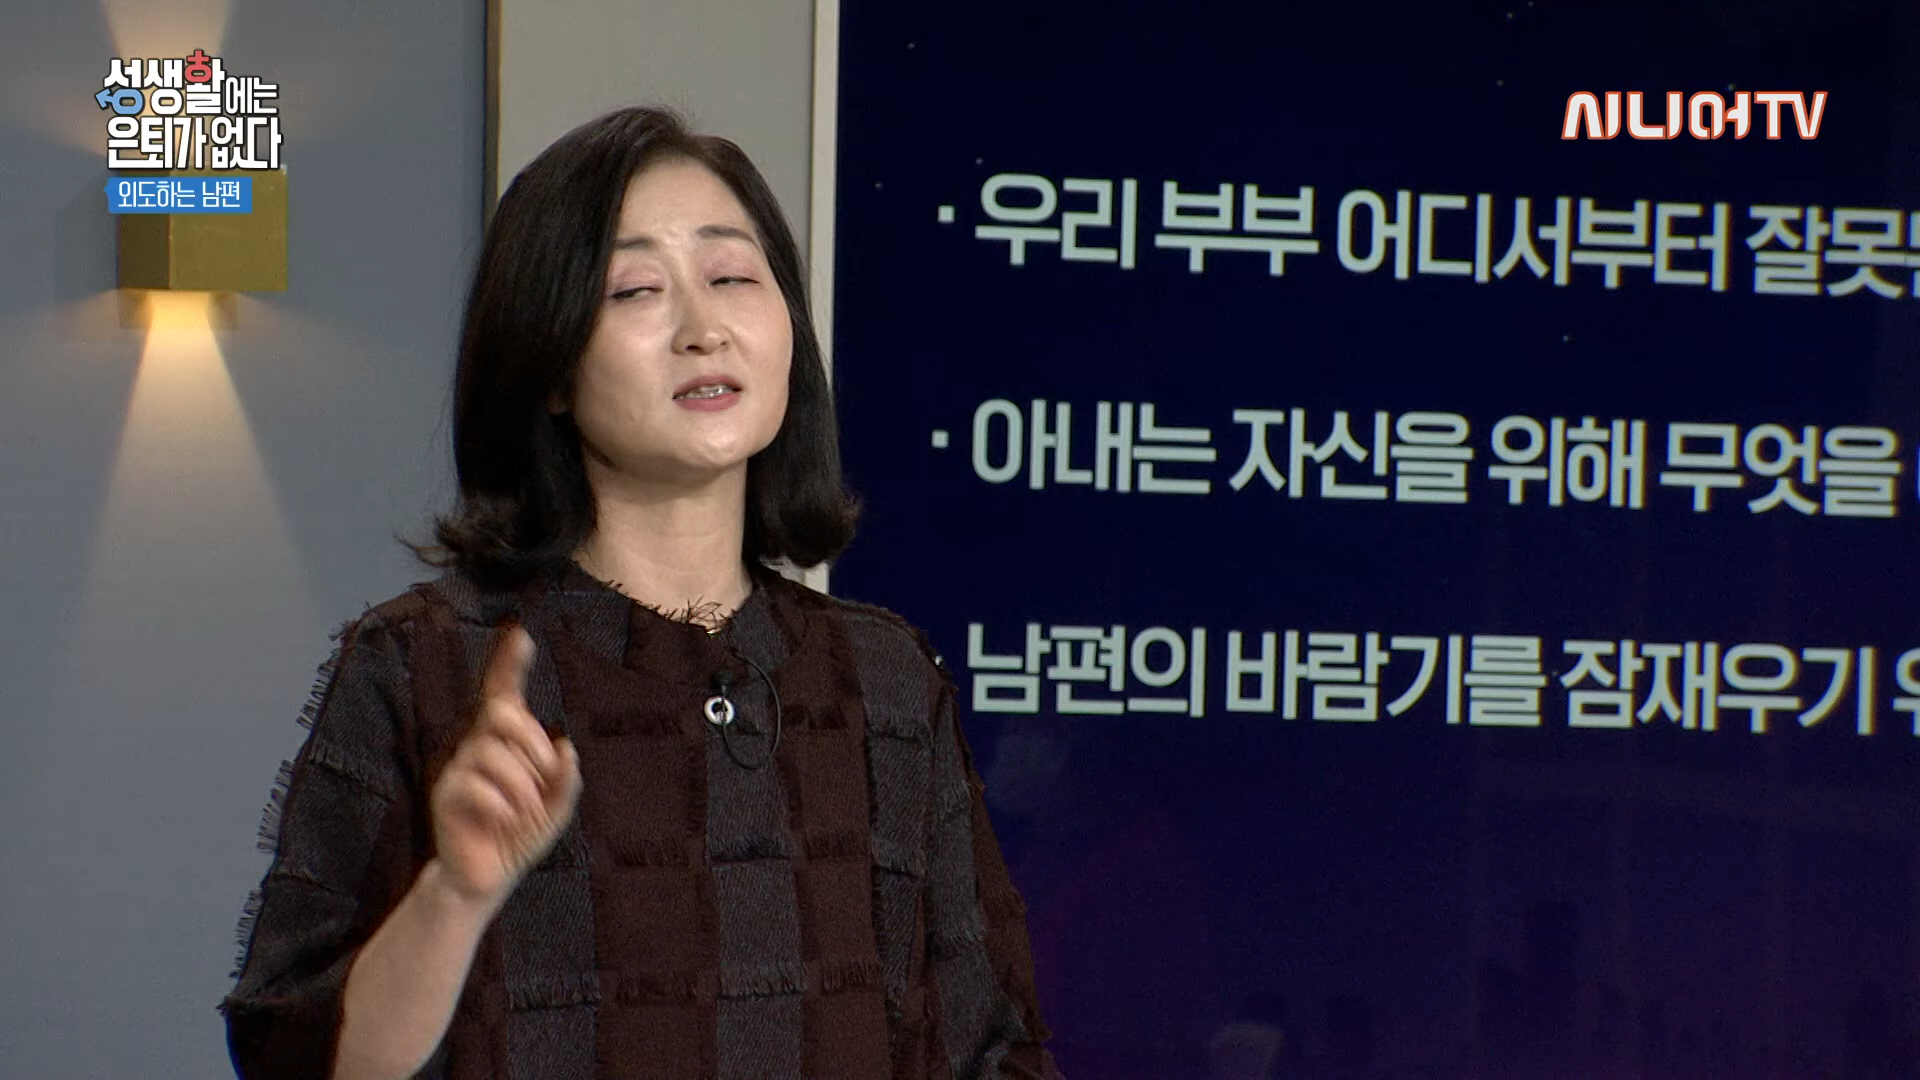 성생활에는
은퇴가 없다
외도하는 남편
시니어TV
· 우리 부부 어디서부터
· 아내는 자신을 위해 무엇을
· 남편의 바람기를 잠재우기